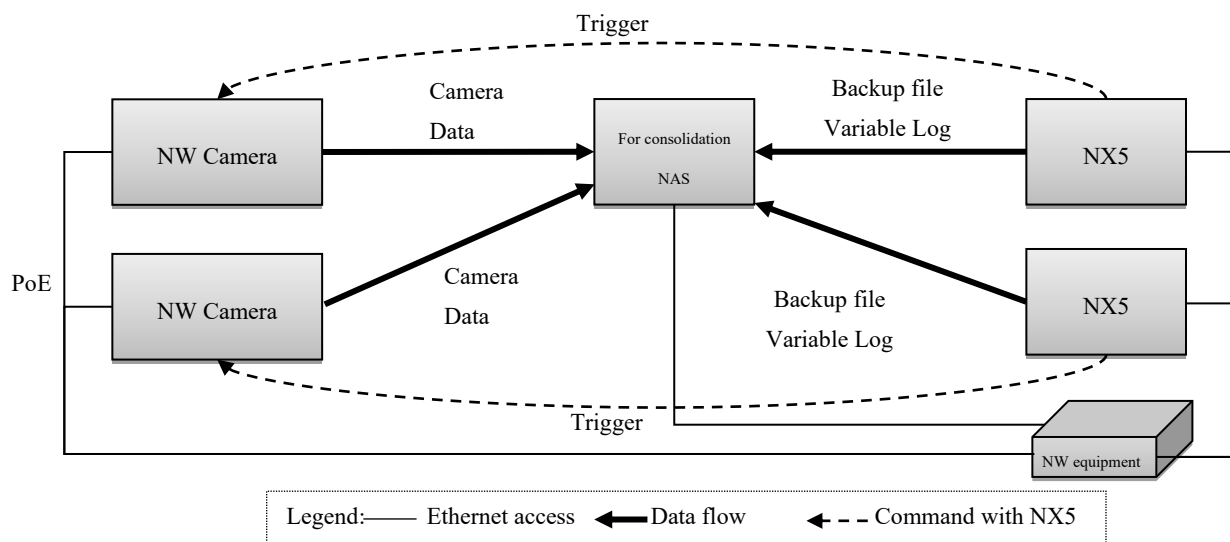 Trigger
Camera
Data
Backup file
Variable Log
NW Camera
For consolidation
NAS
NX5
PoE
NW Camera
Camera
Data
Backup file
Variable Log
NX5
Trigger
NW equipment
Legend: Ethernet access Data flow Command with NX5